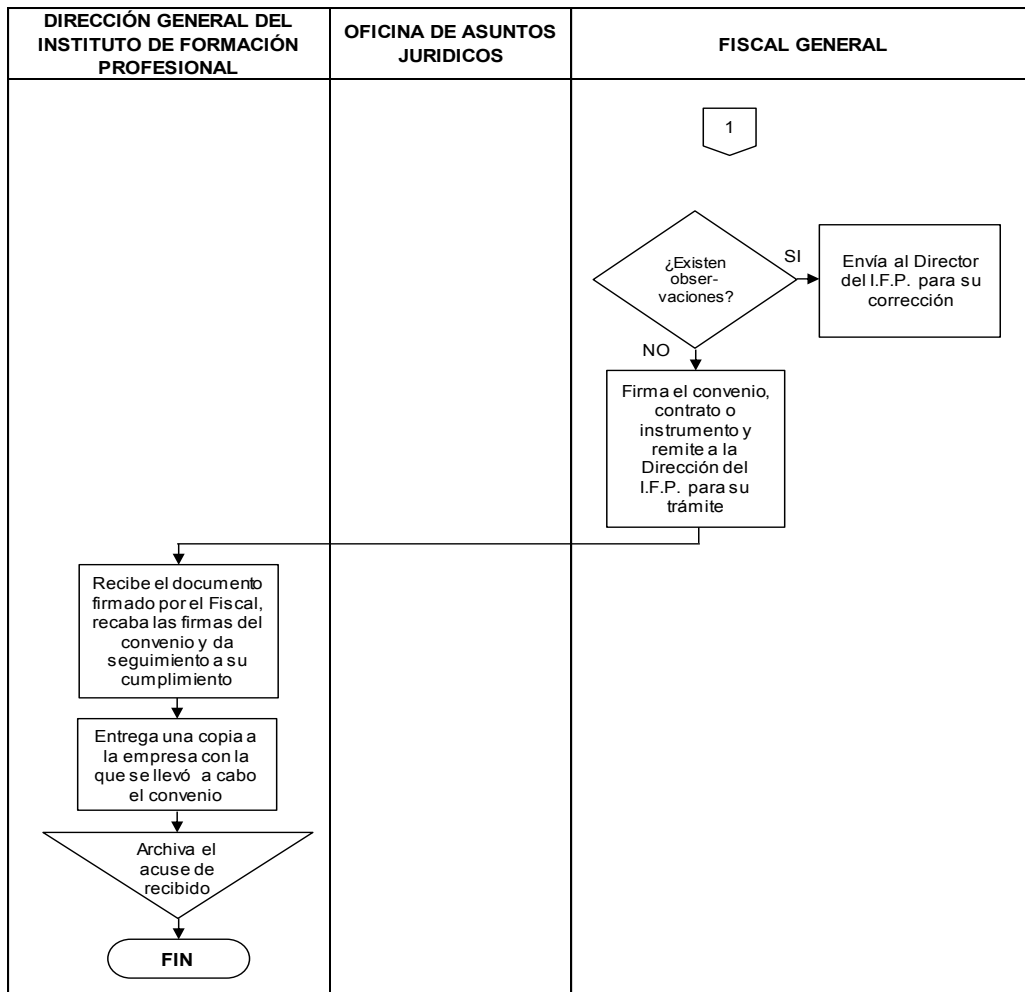 DIRECCIÓN GENERAL DEL
INSTITUTO DE FORMACIÓN
PROFESIONAL
OFICINA DE ASUNTOS
JURIDICOS
FISCAL GENERAL
1
¿Existen
obser-
vaciones?
SI
Envía al Director
del I.F.P. para su
corrección
NO
Firma el convenio,
contrato o
instrumento y
remite a la
Dirección del
I.F.P. para su
trámite
Recibe el documento
firmado por el Fiscal,
recaba las firmas del
convenio y da
seguimiento a su
cumplimiento
Entrega una copia a
la empresa con la
que se llevó a cabo
el convenio
Archiva el
acuse de
recibido
FIN